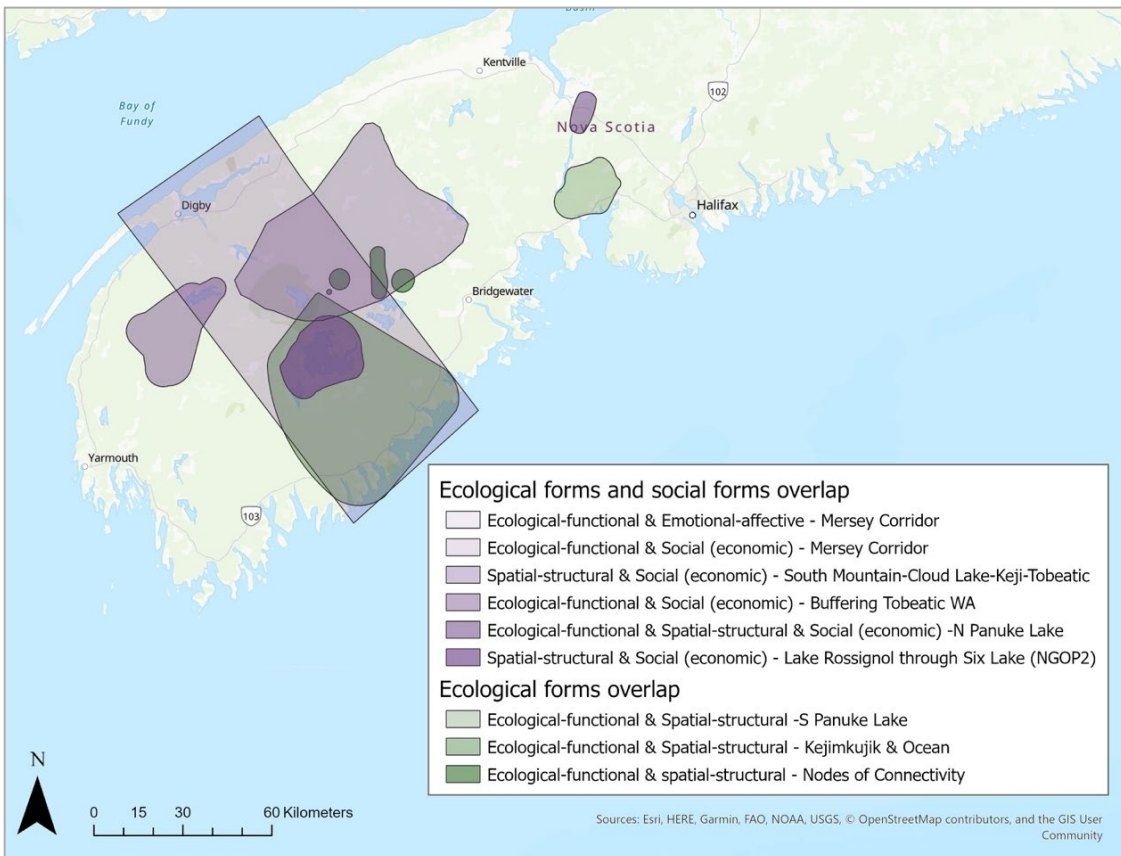 Basin
Kentville
Bay of
Fundy
102
Nova Scotia
Digby
Halifax
Bridgewater
Yarmouth
103
Ecological forms and social forms overlap
Ecological-functional & Emotional-affective - Mersey Corridor
Ecological-functional & Social (economic) - Mersey Corridor
Spatial-structural & Social (economic) - South Mountain-Cloud Lake-Keji-Tobeatic
Ecological-functional & Social (economic) - Buffering Tobeatic WA
Ecological-functional & Spatial-structural & Social (economic) -N Panuke Lake
Spatial-structural & Social (economic) - Lake Rossignol through Six Lake (NGOP2)
Ecological forms overlap
Ecological-functional & Spatial-structural -S Panuke Lake
Ecological-functional & Spatial-structural - Kejimkujik & Ocean
Ecological-functional & spatial-structural - Nodes of Connectivity
N
0 15 30 60 Kilometers
Sources: Esri, HERE, Garmin, FAO, NOAA, USGS, © OpenStreetMap contributors, and the GIS User
Community